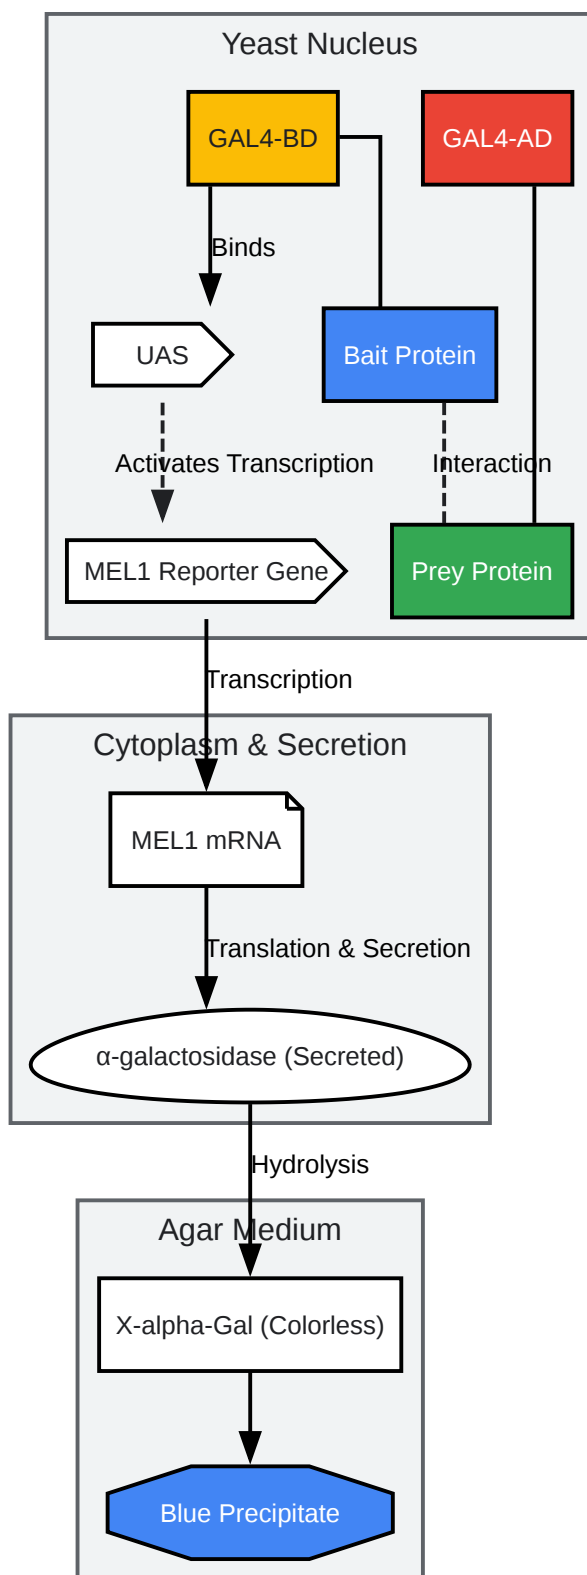 Yeast Nucleus
GAL4-BD
GAL4-AD
Binds
UAS
Bait Protein
Activates Transcription
Interaction
MEL1 Reporter Gene
Prey Protein
Transcription
Cytoplasm & Secretion
MEL1 mRNA
Translation & Secretion
α-galactosidase (Secreted)
Hydrolysis
Agar Medium
X-alpha-Gal (Colorless)
Blue Precipitate